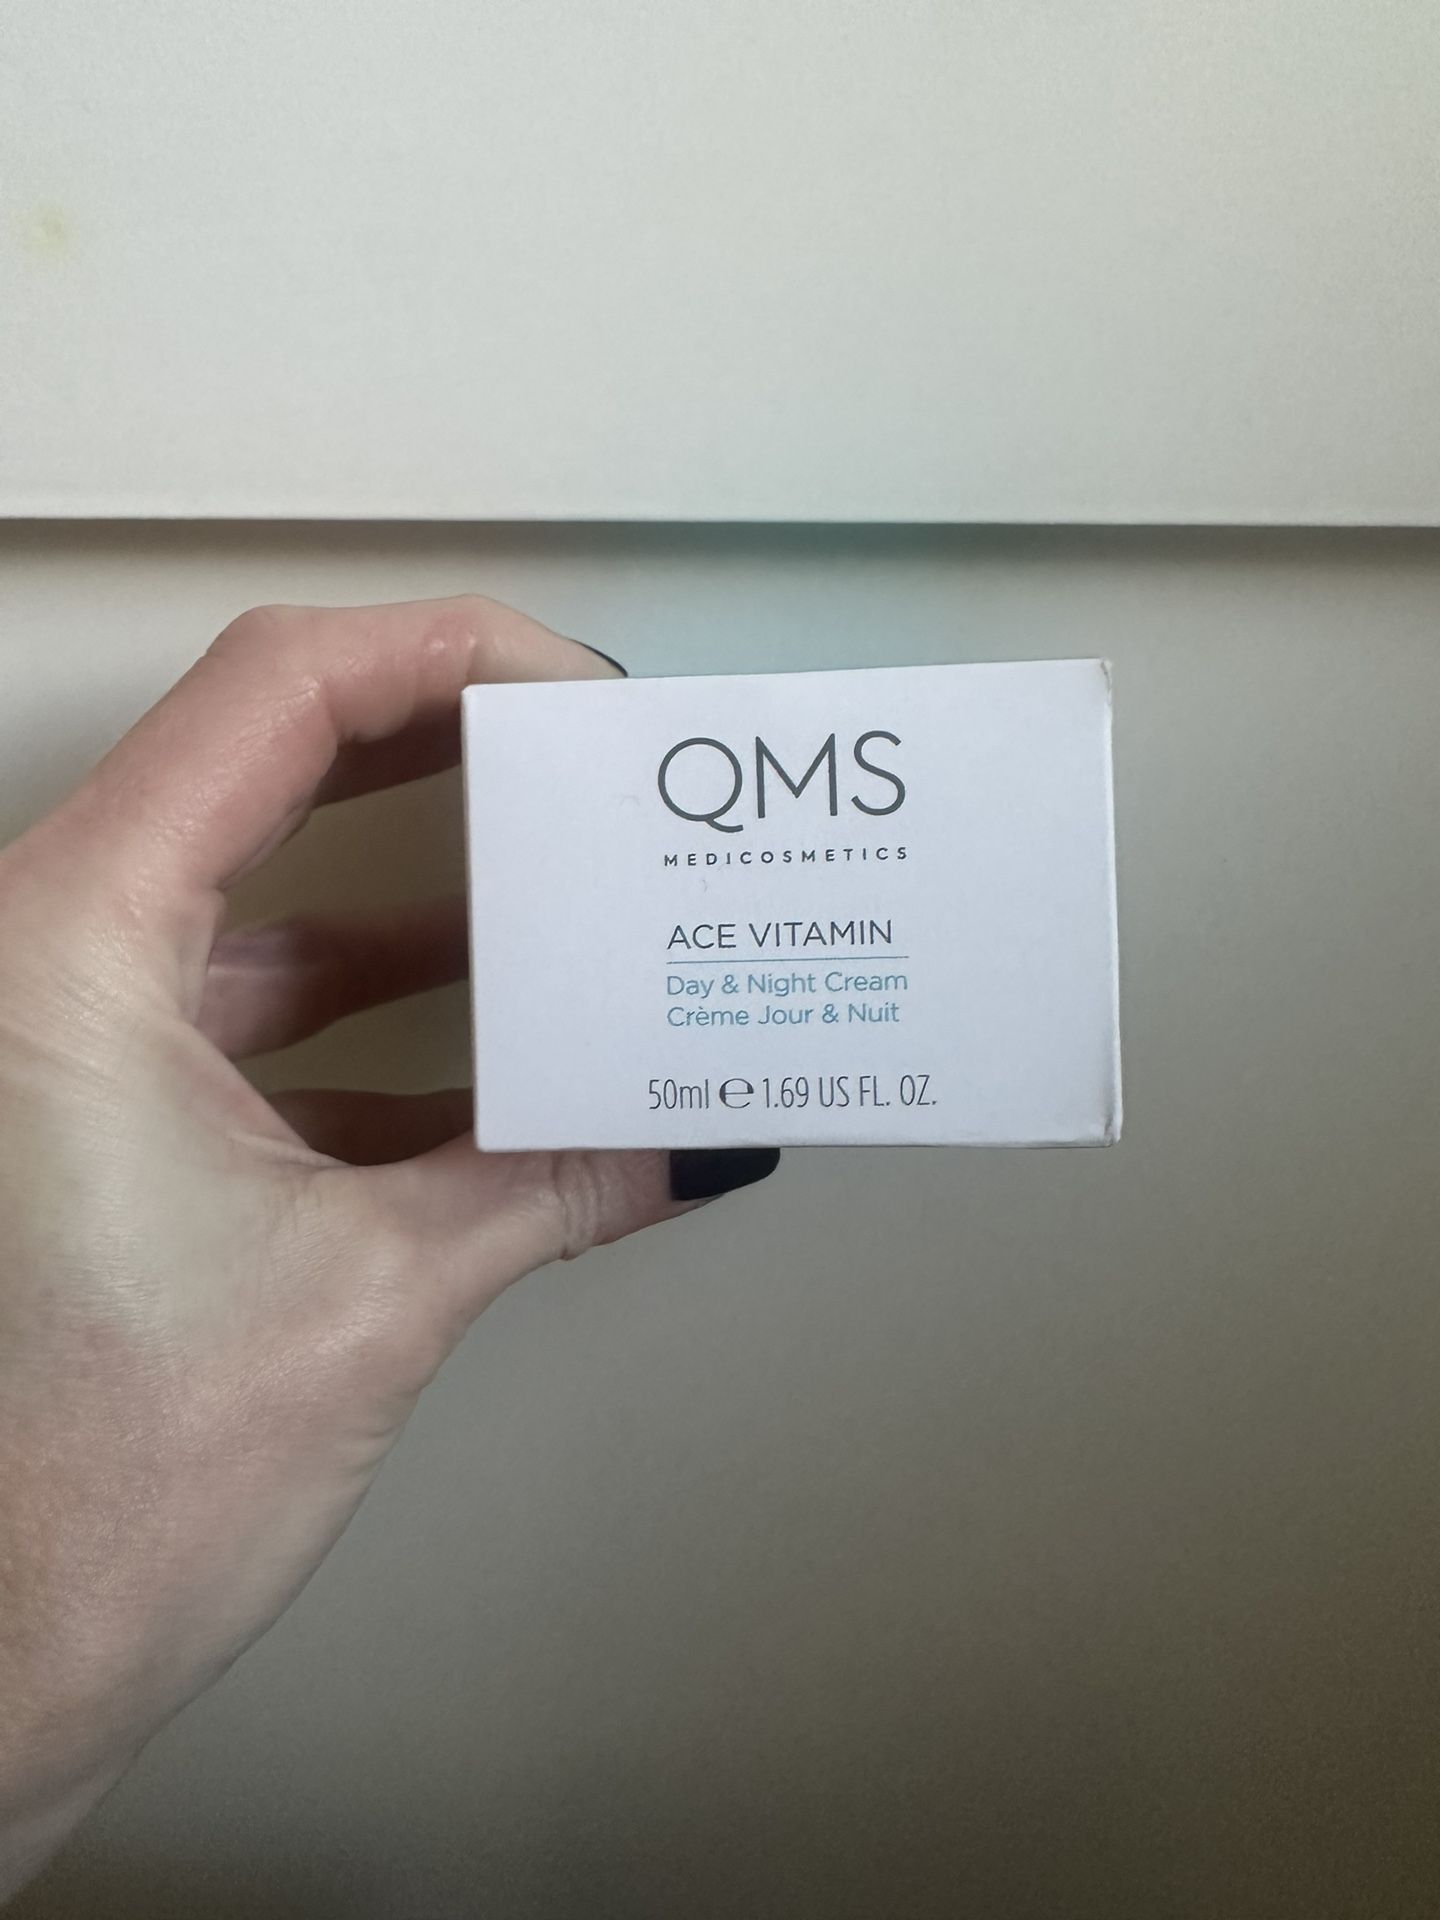 QMS
MEDICOSMETICS
ACE VITAMIN
Day & Night Cream
Crème Jour & Nuit
50ml ℮ 1.69 US FL. OZ.